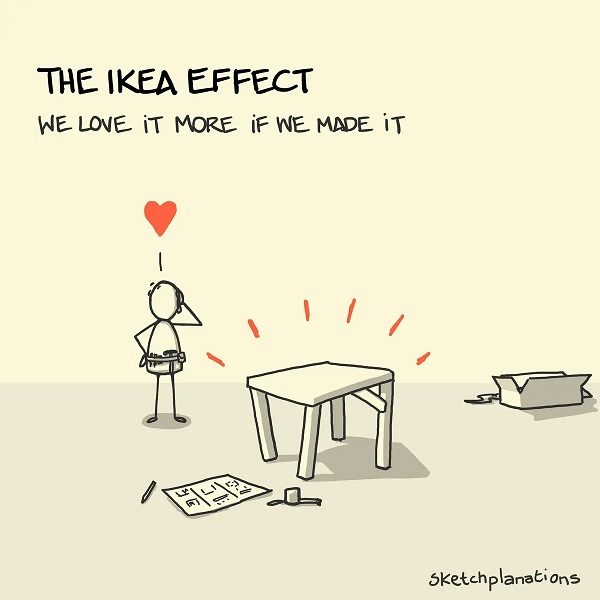 THE IKEA EFFECT
WE LOVE iT MORE iF WE MADE iT
sketchplanations